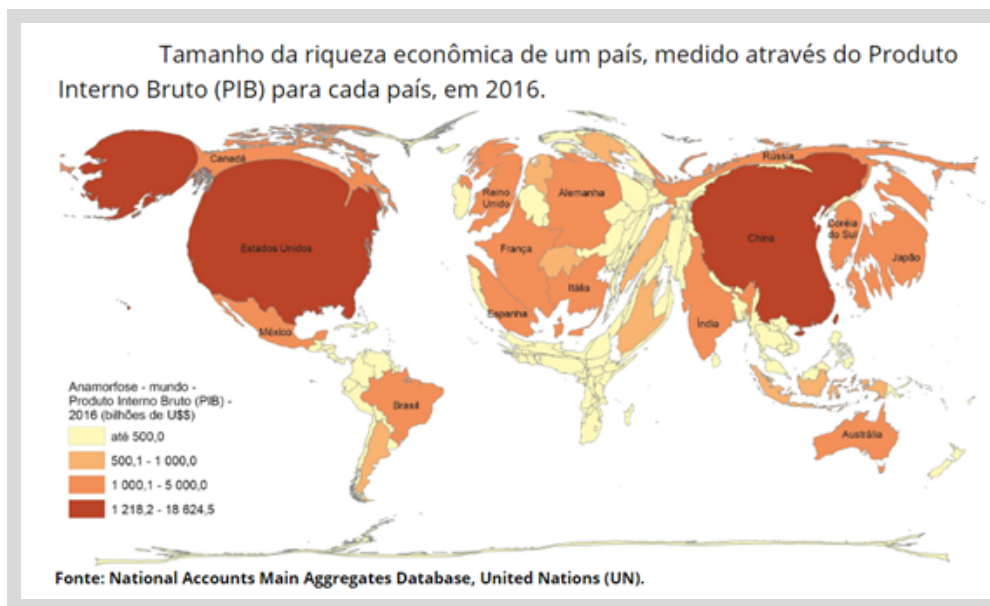 Tamanho da riqueza econômica de um país, medido através do Produto
Interno Bruto (PIB) para cada país, em 2016.
Canadá
Rússia
Reino
Unido
Alemanha
Estados Unidos
França
China
Coréia
do Sul
Japão
Itália
Espanha
México
Índia
Brasil
Austrália
Anamorfose - mundo -
Produto Interno Bruto (PIB) -
2016 (bilhões de U$$)
até 500,0
500,1 - 1 000,0
1 000,1 - 5 000,0
1 218,2 - 18 624,5
Fonte: National Accounts Main Aggregates Database, United Nations (UN).